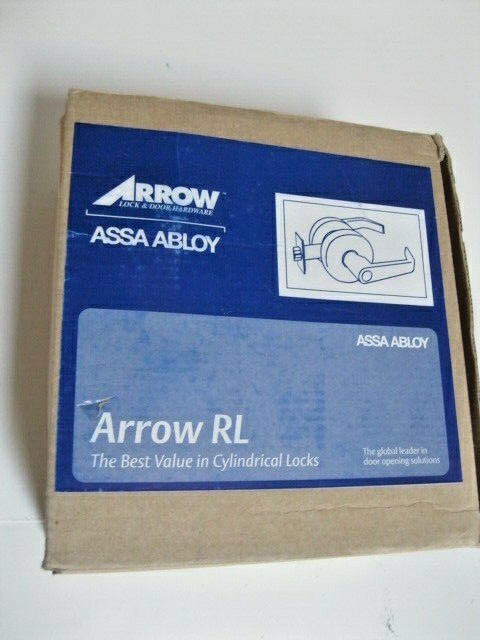 ARROW™
LOCK & DOOR HARDWARE
ASSA ABLOY
ASSA ABLOY
Arrow RL
The Best Value in Cylindrical Locks
The global leader in
door opening solutions